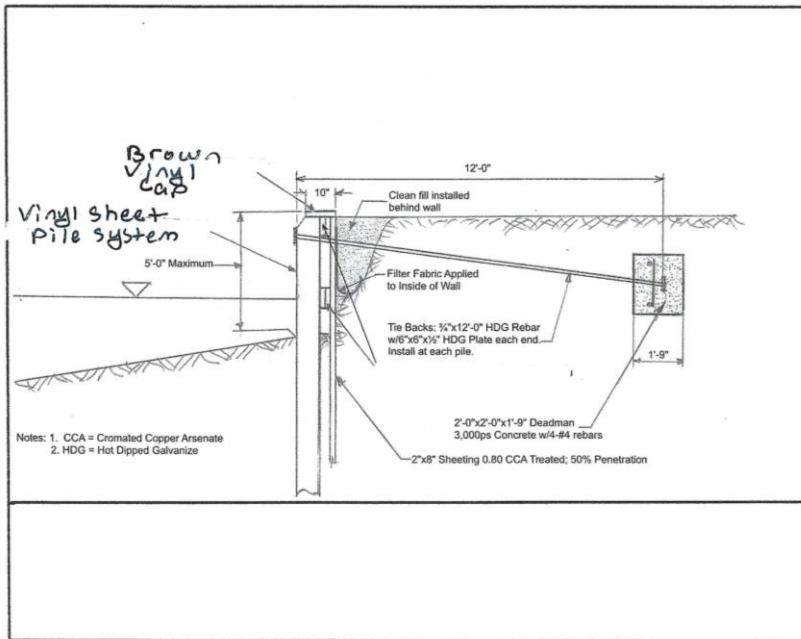 Brown
Vinyl
Cap
Vinyl Sheet
Pile System
12'-0"
10"
Clean fill installed
behind wall
5'-0" Maximum
Filter Fabric Applied
to Inside of Wall
Tie Backs: ¾"x12'-0" HDG Rebar
w/6"x6"x½" HDG Plate each end.
Install at each pile.
1'-9"
2'-0"x2'-0"x1'-9" Deadman
3,000ps Concrete w/4-#4 rebars
2"x8" Sheeting 0.80 CCA Treated; 50% Penetration
Notes: 1. CCA = Cromated Copper Arsenate
2. HDG = Hot Dipped Galvanize